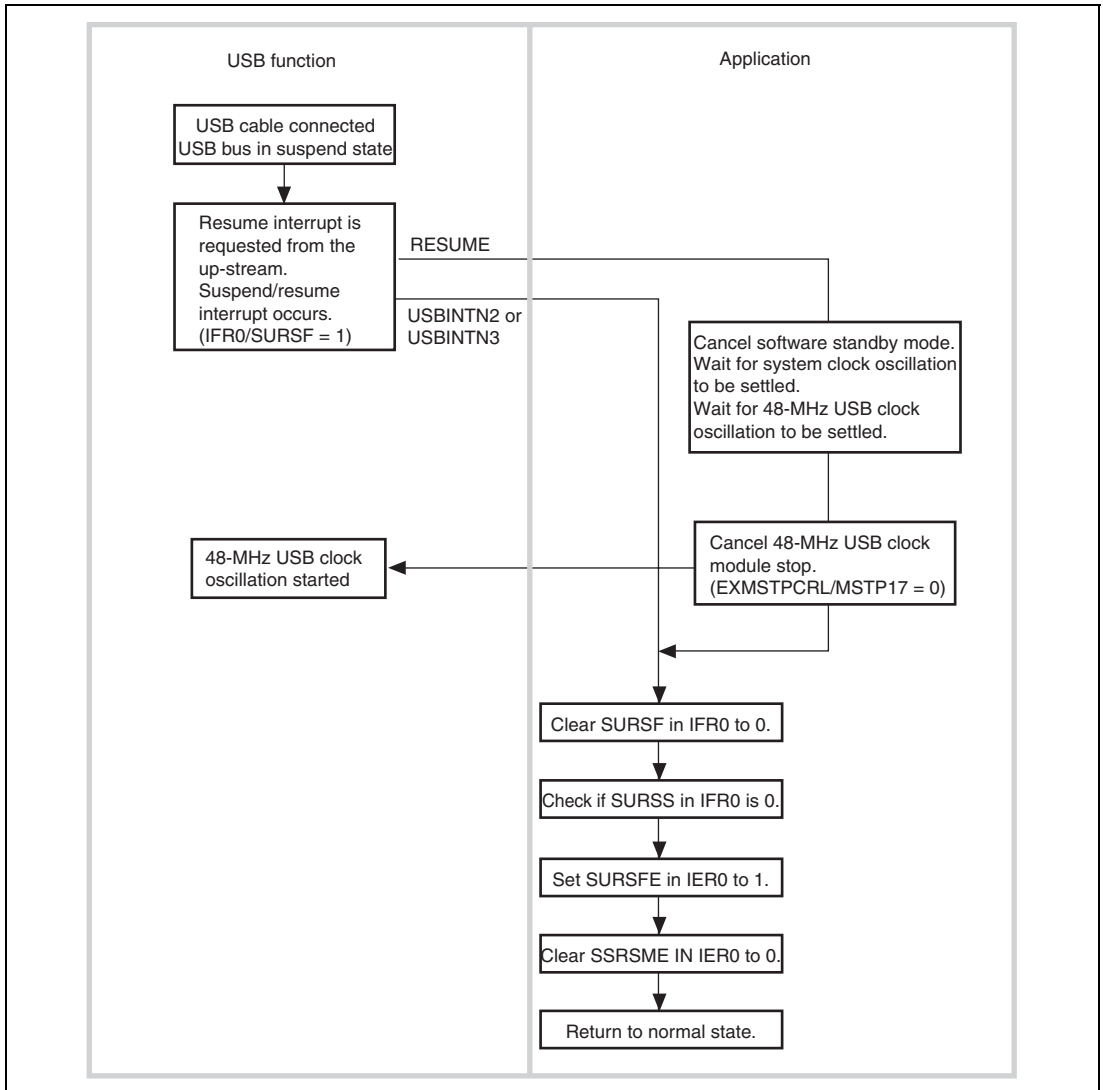 USB function
Application
USB cable connected
USB bus in suspend state
Resume interrupt is
requested from the
up-stream.
Suspend/resume
interrupt occurs.
(IFR0/SURSF = 1)
RESUME
USBINTN2 or
USBINTN3
Cancel software standby mode.
Wait for system clock oscillation
to be settled.
Wait for 48-MHz USB clock
oscillation to be settled.
48-MHz USB clock
oscillation started
Cancel 48-MHz USB clock
module stop.
(EXMSTPCRL/MSTP17 = 0)
Clear SURSF in IFR0 to 0.
Check if SURSS in IFR0 is 0.
Set SURSFE in IER0 to 1.
Clear SSRSME IN IER0 to 0.
Return to normal state.